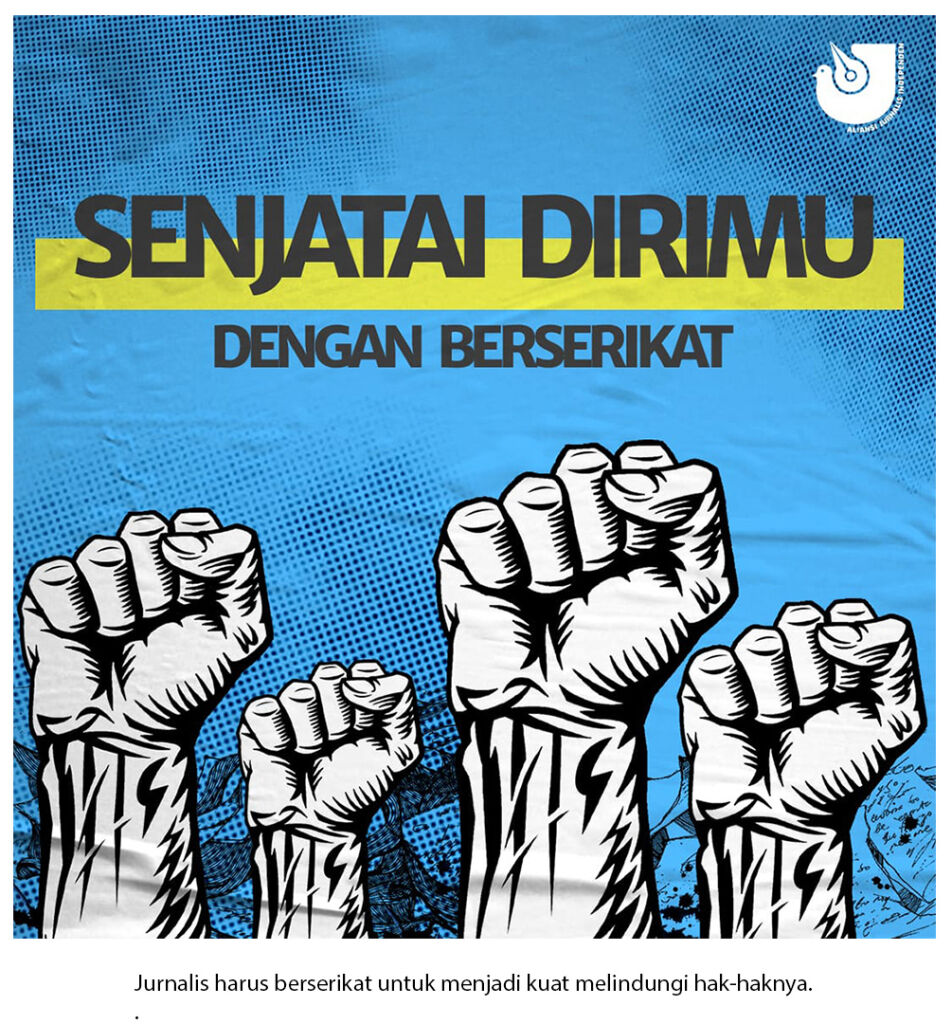 ALIANSI JURNALIS INDEPENDEN
SENJATAI DIRIMU
DENGAN BERSERIKAT
Jurnalis harus berserikat untuk menjadi kuat melindungi hak-haknya.
.